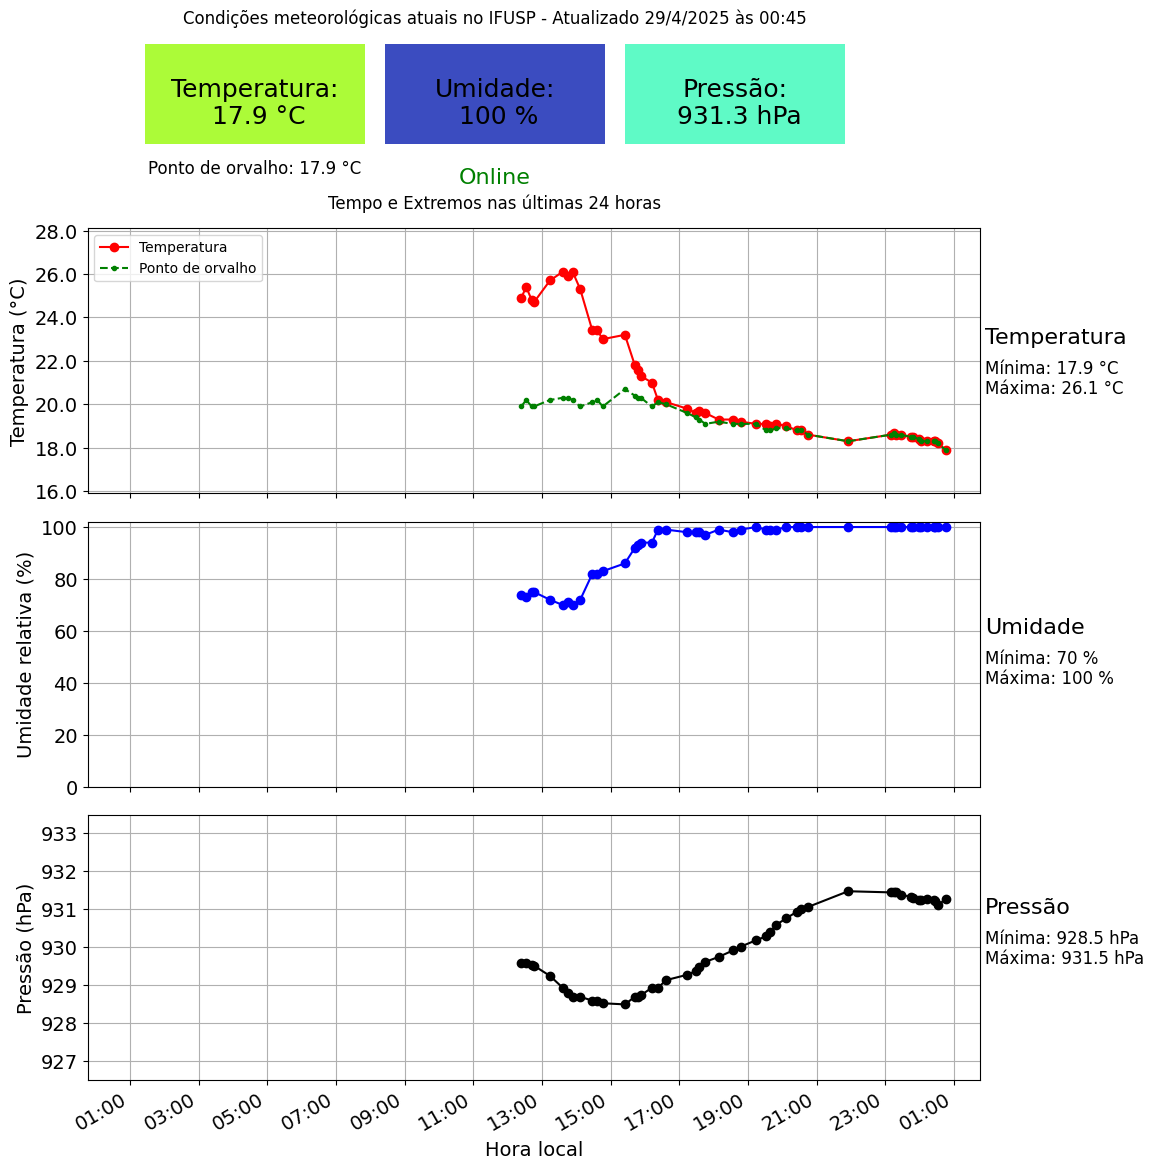 Condições meteorológicas atuais no IFUSP - Atualizado 29/4/2025 às 00:45
Temperatura:
17.9 °C
Umidade:
100 %
Pressão:
931.3 hPa
Ponto de orvalho: 17.9 °C
Online
Tempo e Extremos nas últimas 24 horas
Temperatura (°C)
28.0
26.0
24.0
22.0
20.0
18.0
16.0
Temperatura
Ponto de orvalho
Temperatura
Mínima: 17.9 °C
Máxima: 26.1 °C
Umidade relativa (%)
100
80
60
40
20
0
Umidade
Mínima: 70 %
Máxima: 100 %
Pressão (hPa)
933
932
931
930
929
928
927
Pressão
Mínima: 928.5 hPa
Máxima: 931.5 hPa
01:00 03:00 05:00 07:00 09:00 11:00 13:00 15:00 17:00 19:00 21:00 23:00 01:00
Hora local